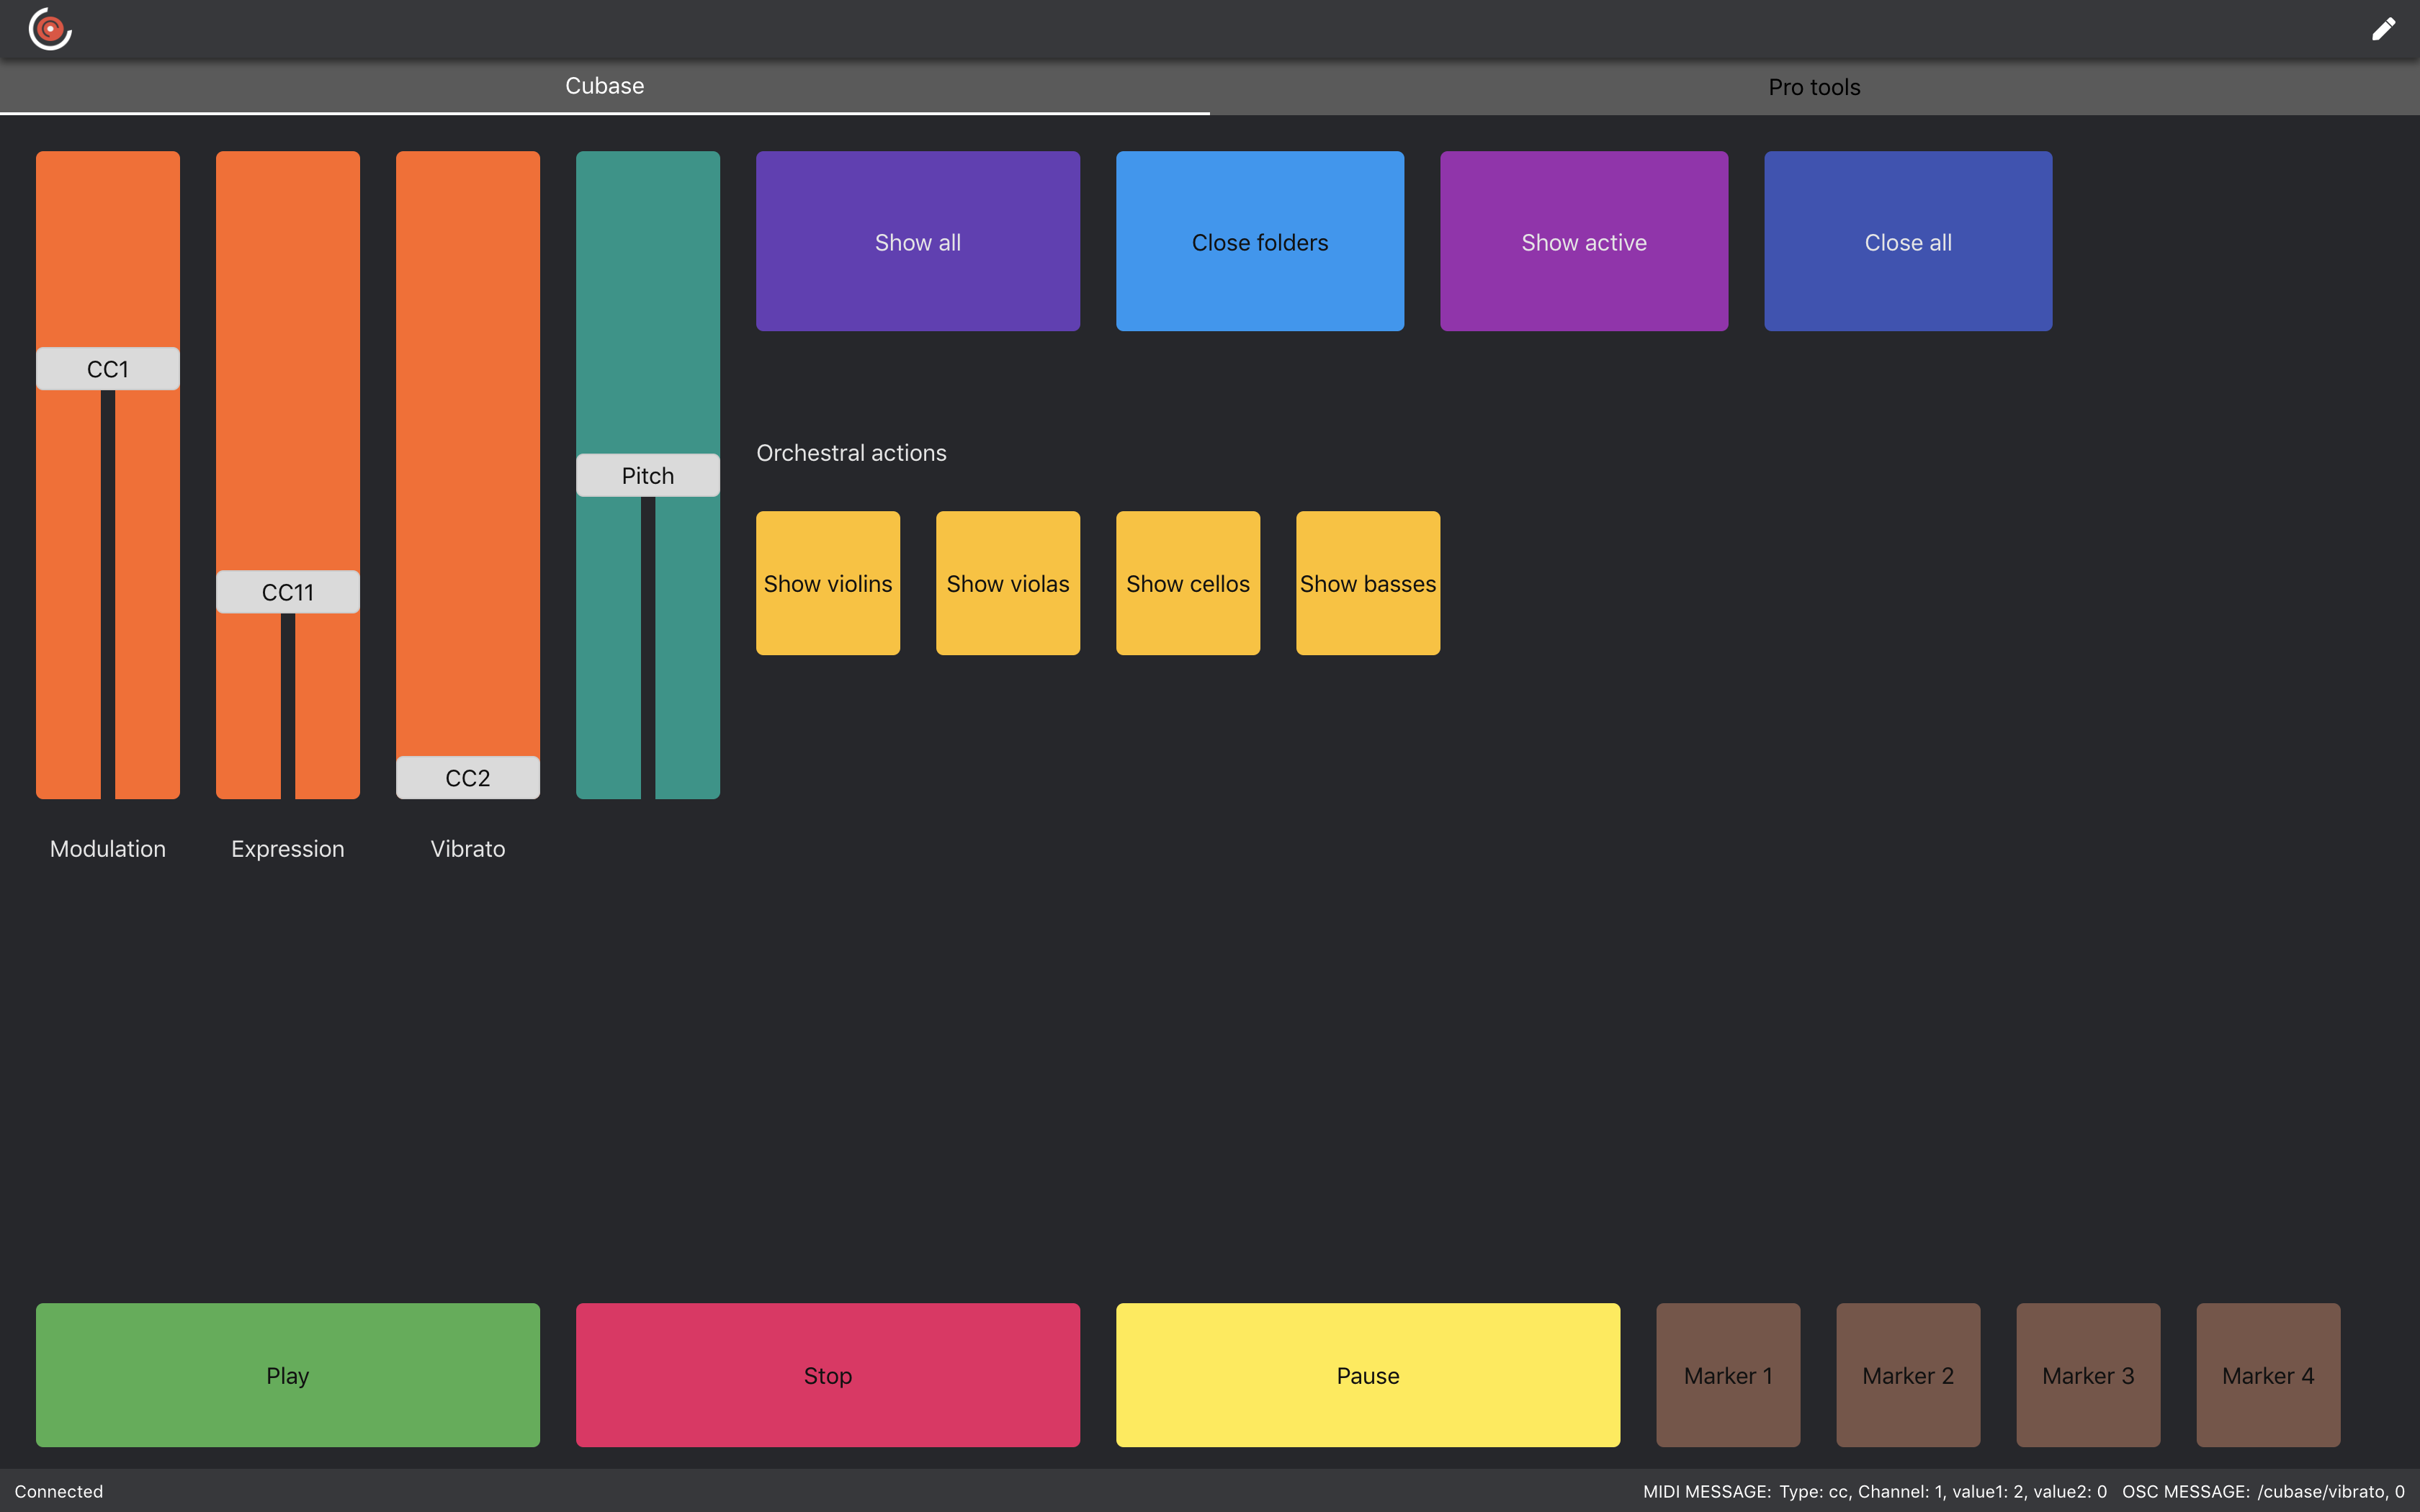 Cubase
Pro tools
Show all
Close folders
Show active
Close all
CC1
Orchestral actions
Pitch
Show violins
Show violas
Show cellos
Show basses
CC11
CC2
Modulation
Expression
Vibrato
Play
Stop
Pause
Marker 1
Marker 2
Marker 3
Marker 4
Connected
MIDI MESSAGE: Type: cc, Channel: 1, value1: 2, value2: 0 OSC MESSAGE: /cubase/vibrato, 0